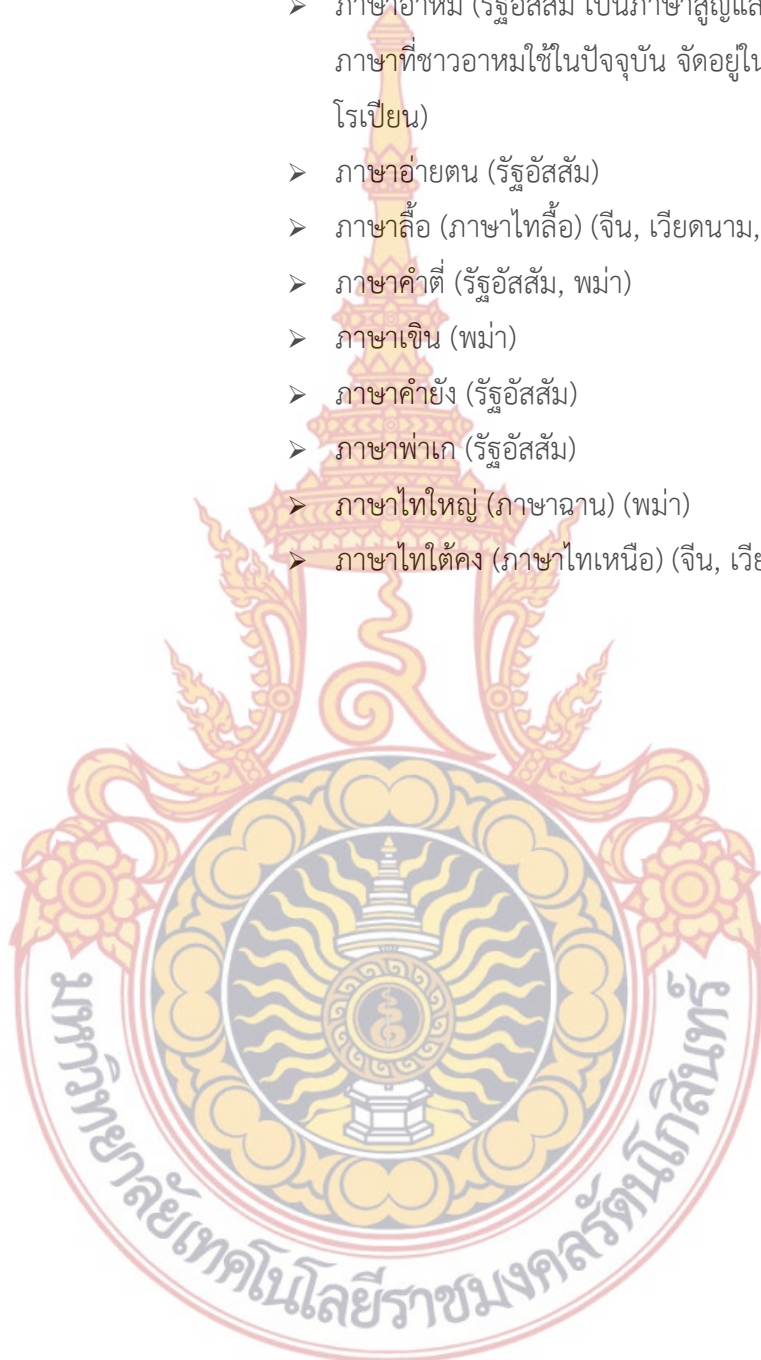 ➢ ภาษาอาหม (รัฐอัสสัม เป็นภาษาสูญแล
ภาษาที่ชาวอาหมใช้ในปัจจุบัน จัดอยู่ใน
โรเปียน)
➢ ภาษาอ่ายตน (รัฐอัสสัม)
➢ ภาษาลื้อ (ภาษาไทลื้อ) (จีน, เวียดนาม,
➢ ภาษาคำตี่ (รัฐอัสสัม, พม่า)
➢ ภาษาเขิน (พม่า)
➢ ภาษาคำยัง (รัฐอัสสัม)
➢ ภาษาพ่าเก (รัฐอัสสัม)
➢ ภาษาไทใหญ่ (ภาษาฉาน) (พม่า)
➢ ภาษาไทใต้คง (ภาษาไทเหนือ) (จีน, เวีย
มหาวิทยาลัยเทคโนโลยีราชมงคลรัตนโกสินทร์